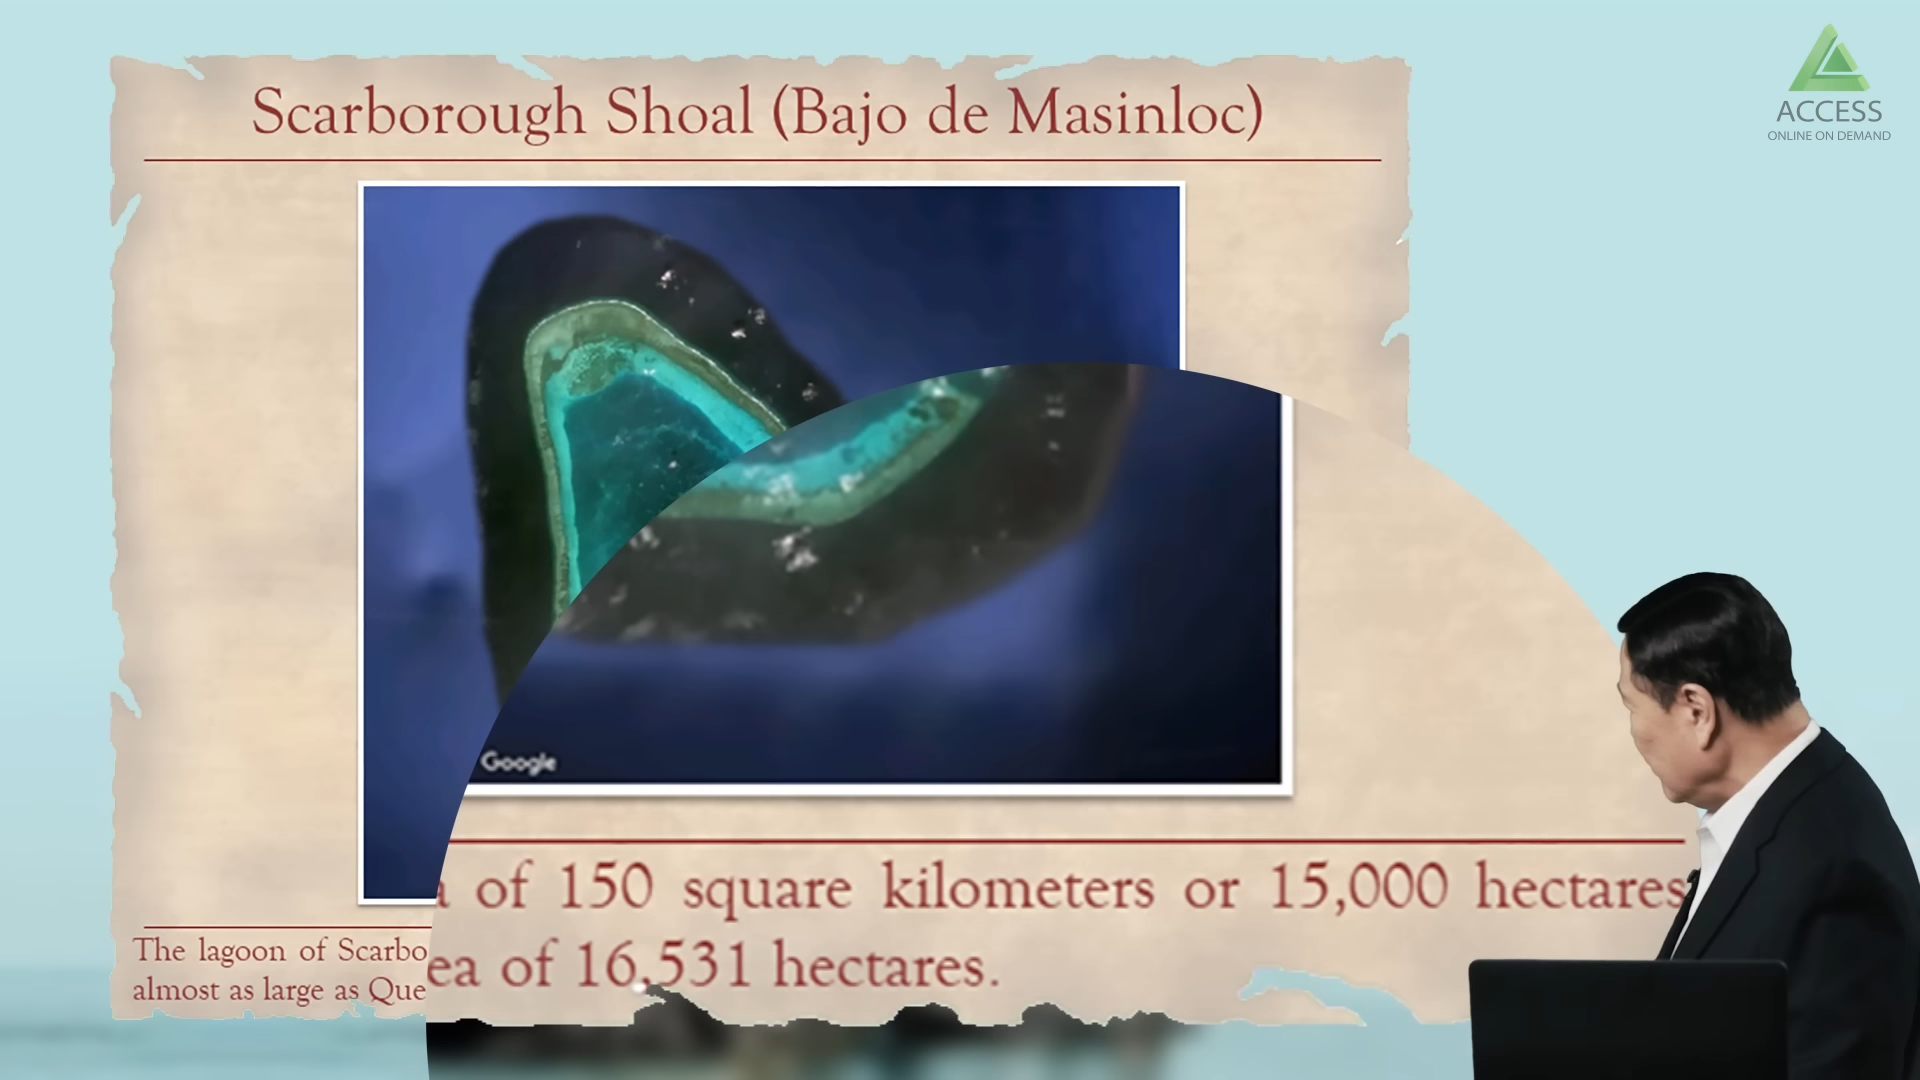 Scarborough Shoal (Bajo de Masinloc)
ACCESS
ONLINE ON DEMAND
Google
of 150 square kilometers or 15,000 hectares
The lagoon of Scarbo
ea of 16,531 hectares.
almost as large as Que